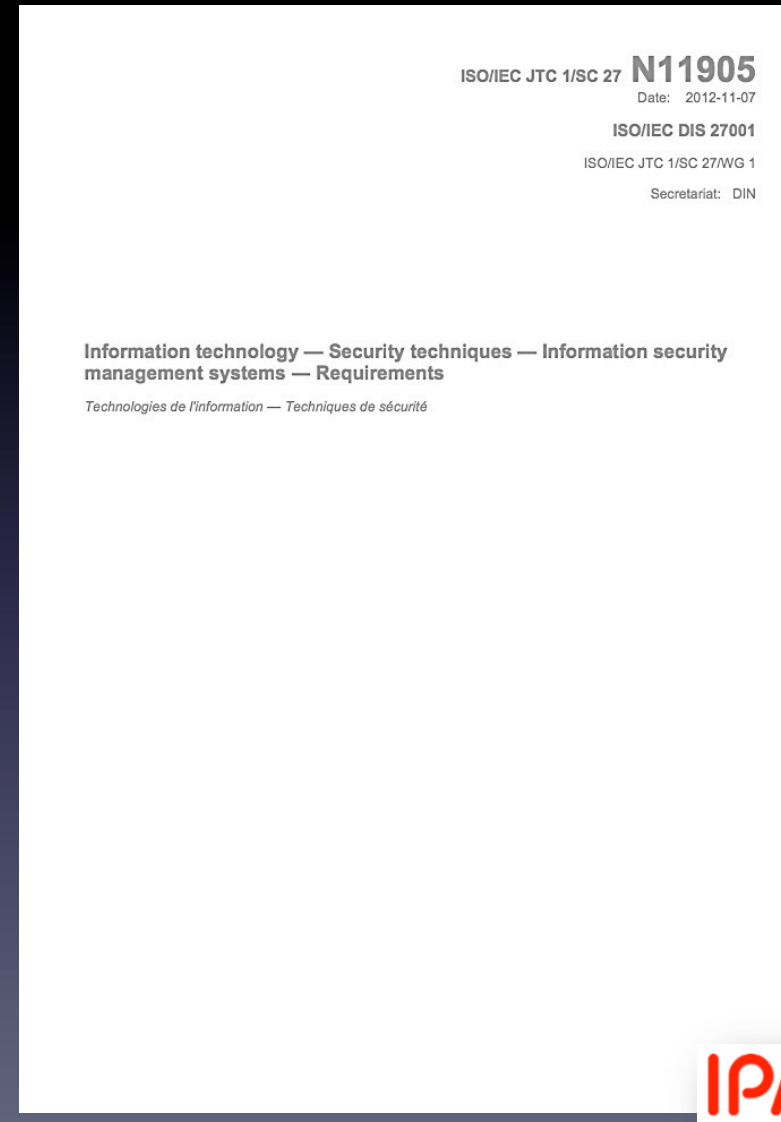 ISO/IEC JTC 1/SC 27 N11905
Date: 2012-11-07
ISO/IEC DIS 27001
ISO/IEC JTC 1/SC 27/WG 1
Secretariat: DIN
Information technology — Security techniques — Information security
management systems — Requirements
Technologies de l'information — Techniques de sécurité